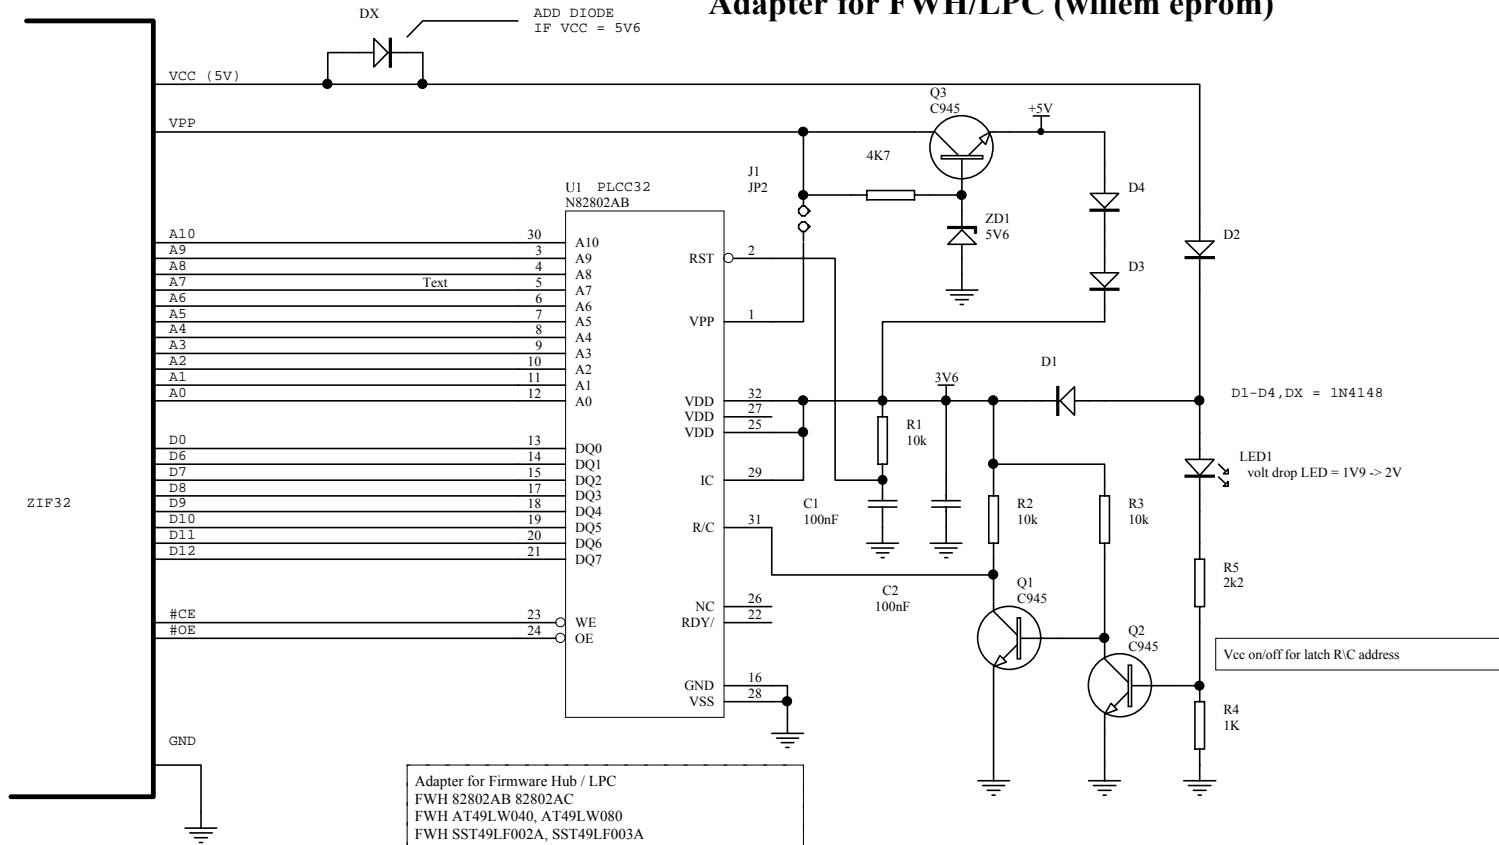 Adapter for FWH/LPC (willem eprom)
DX
ADD DIODE
IF VCC = 5V6
VCC (5V)
VPP
Q3
C945
+5V
4K7
J1
JP2
D4
ZD1
5V6
D2
D3
U1 PLCC32
N82802AB
A10 30 A10
A9 3 A9
A8 4 A8
A7 Text 5 A7
A6 6 A6
A5 7 A5
A4 8 A4
A3 9 A3
A2 10 A2
A1 11 A1
A0 12 A0
RST 2
VPP 1
D1
3V6
VDD 32
VDD 27
VDD 25
D1-D4,DX = 1N4148
R1
10k
D0 13 DQ0
D6 14 DQ1
D7 15 DQ2
D8 17 DQ3
D9 18 DQ4
D10 19 DQ5
D11 20 DQ6
D12 21 DQ7
IC 29
LED1
volt drop LED = 1V9 -> 2V
ZIF32
C1
100nF
R2
10k
R3
10k
R/C 31
R5
2k2
C2
100nF
Q1
C945
NC 26
RDY/ 22
#CE 23 WE
#OE 24 OE
Q2
C945
Vcc on/off for latch R\C address
GND 16
VSS 28
R4
1K
GND
Adapter for Firmware Hub / LPC
FWH 82802AB 82802AC
FWH AT49LW040, AT49LW080
FWH SST49LF002A, SST49LF003A